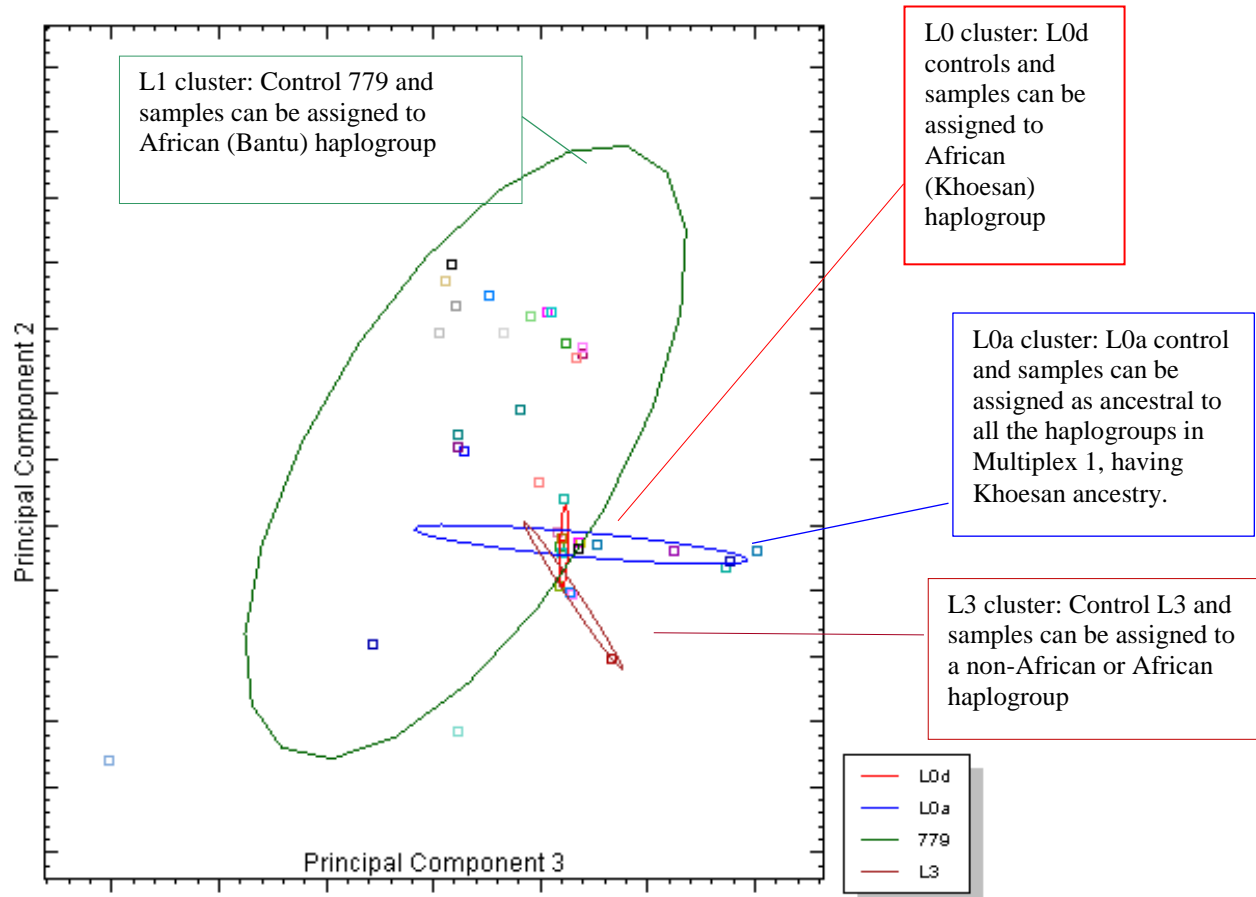 L1 cluster: Control 779 and
samples can be assigned to
African (Bantu) haplogroup
L0 cluster: L0d
controls and
samples can be
assigned to
African
(Khoesan)
haplogroup
L0a cluster: L0a control
and samples can be
assigned as ancestral to
all the haplogroups in
Multiplex 1, having
Khoesan ancestry.
L3 cluster: Control L3 and
samples can be assigned to
a non-African or African
haplogroup
Principal Component 2
Principal Component 3
L0d
L0a
779
L3